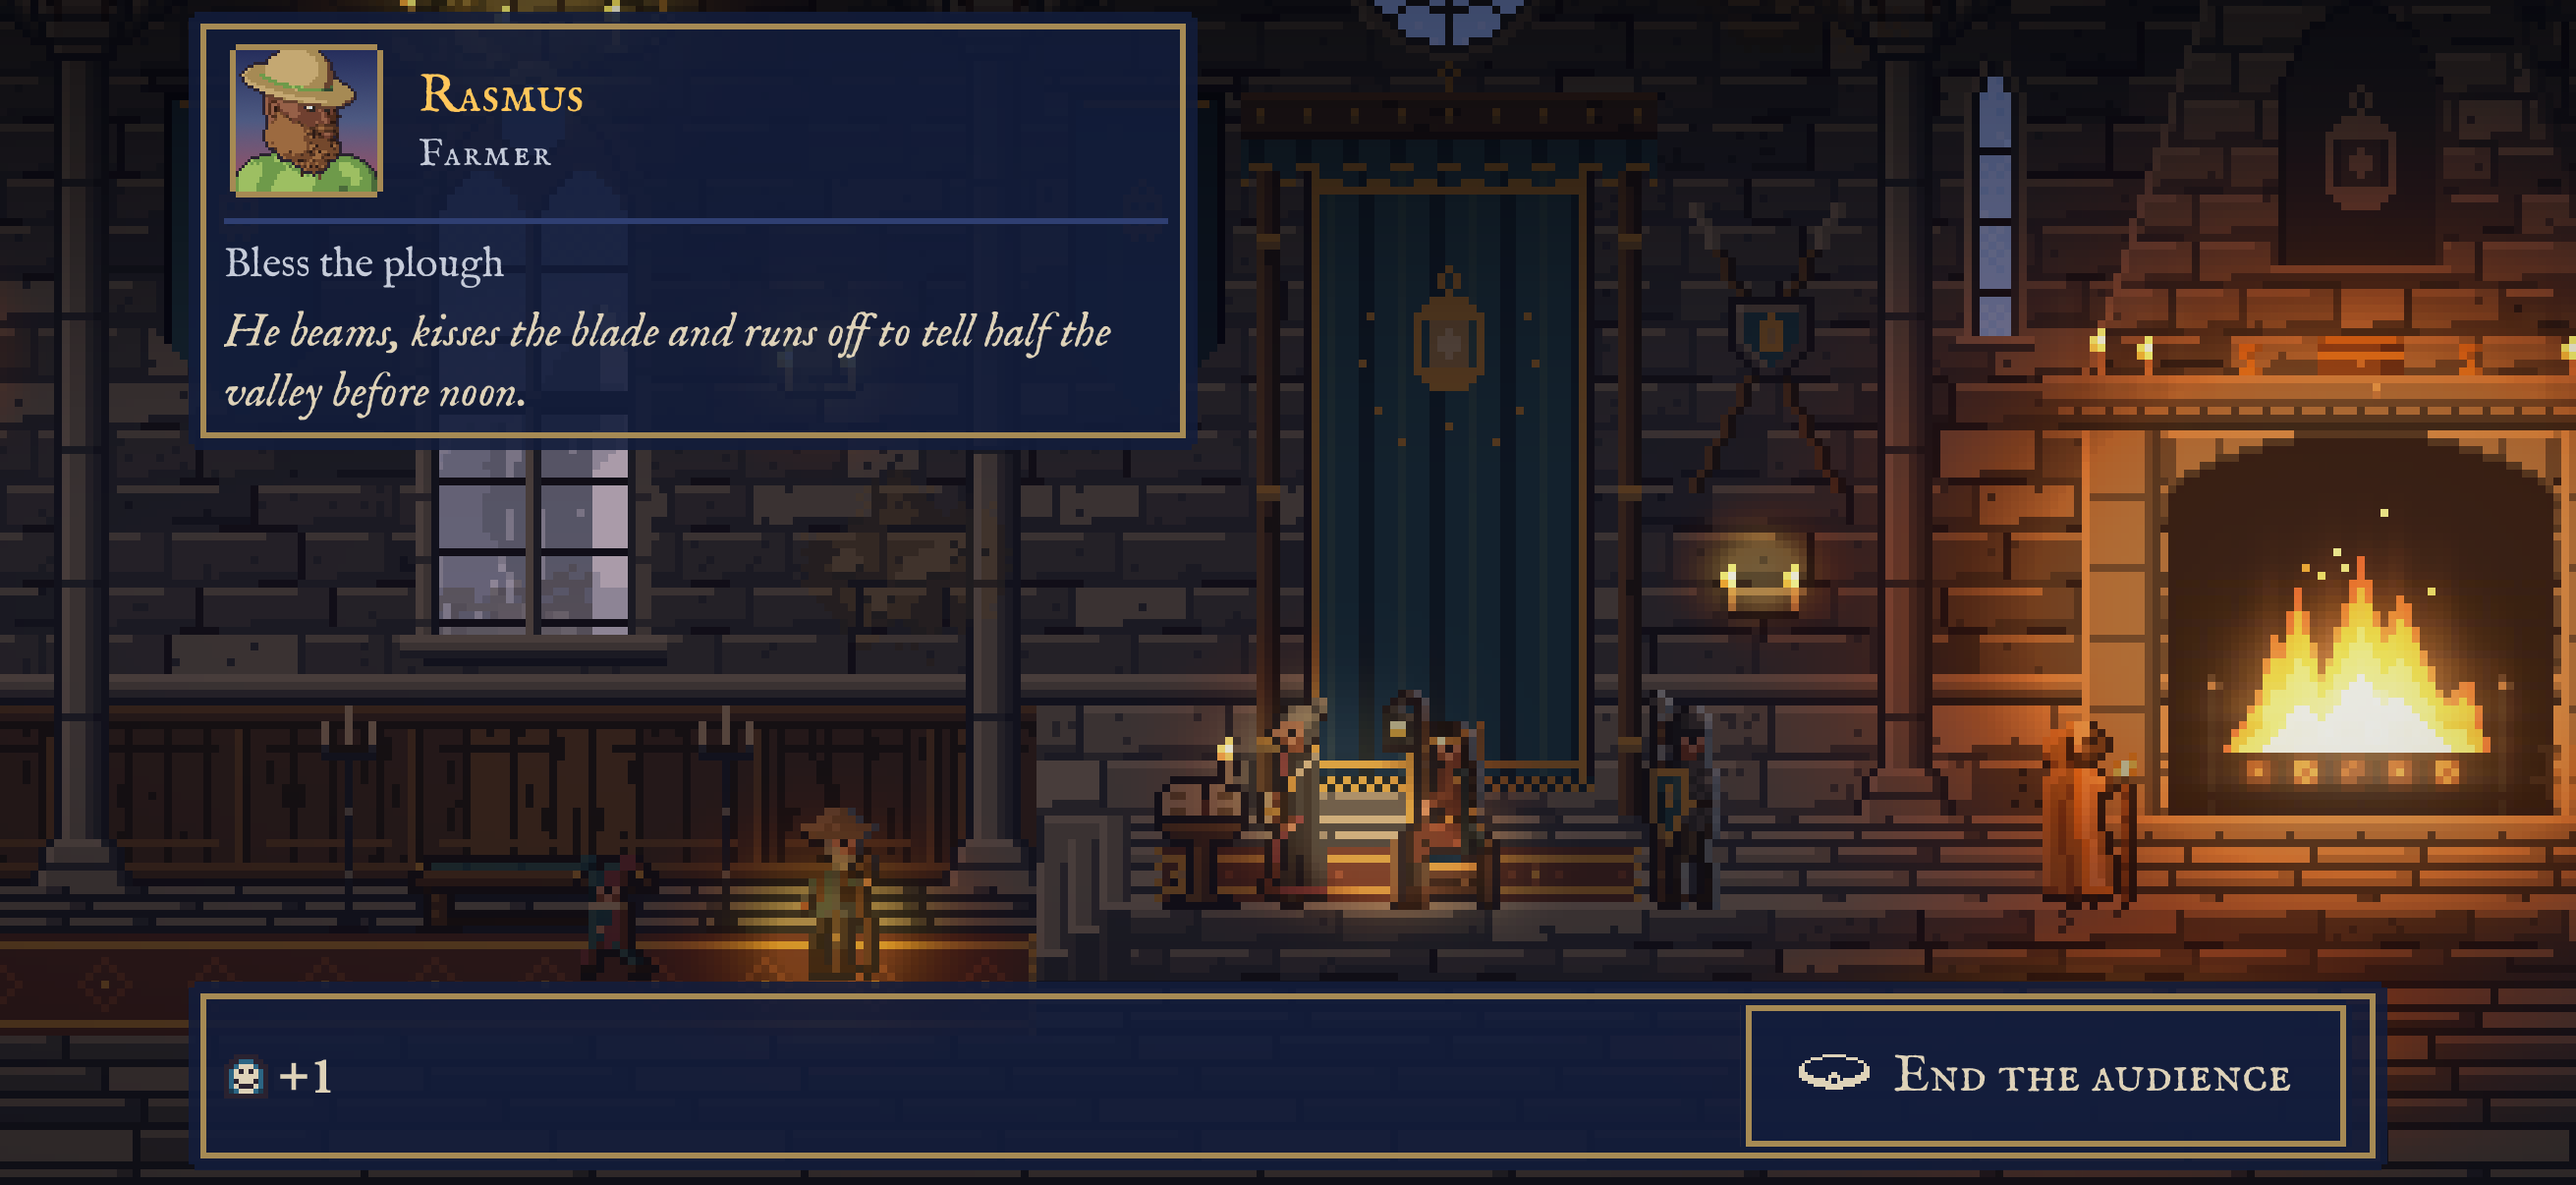 Rasmus
Farmer
Bless the plough
He beams, kisses the blade and runs off to tell half the
valley before noon.
+1
End the audience